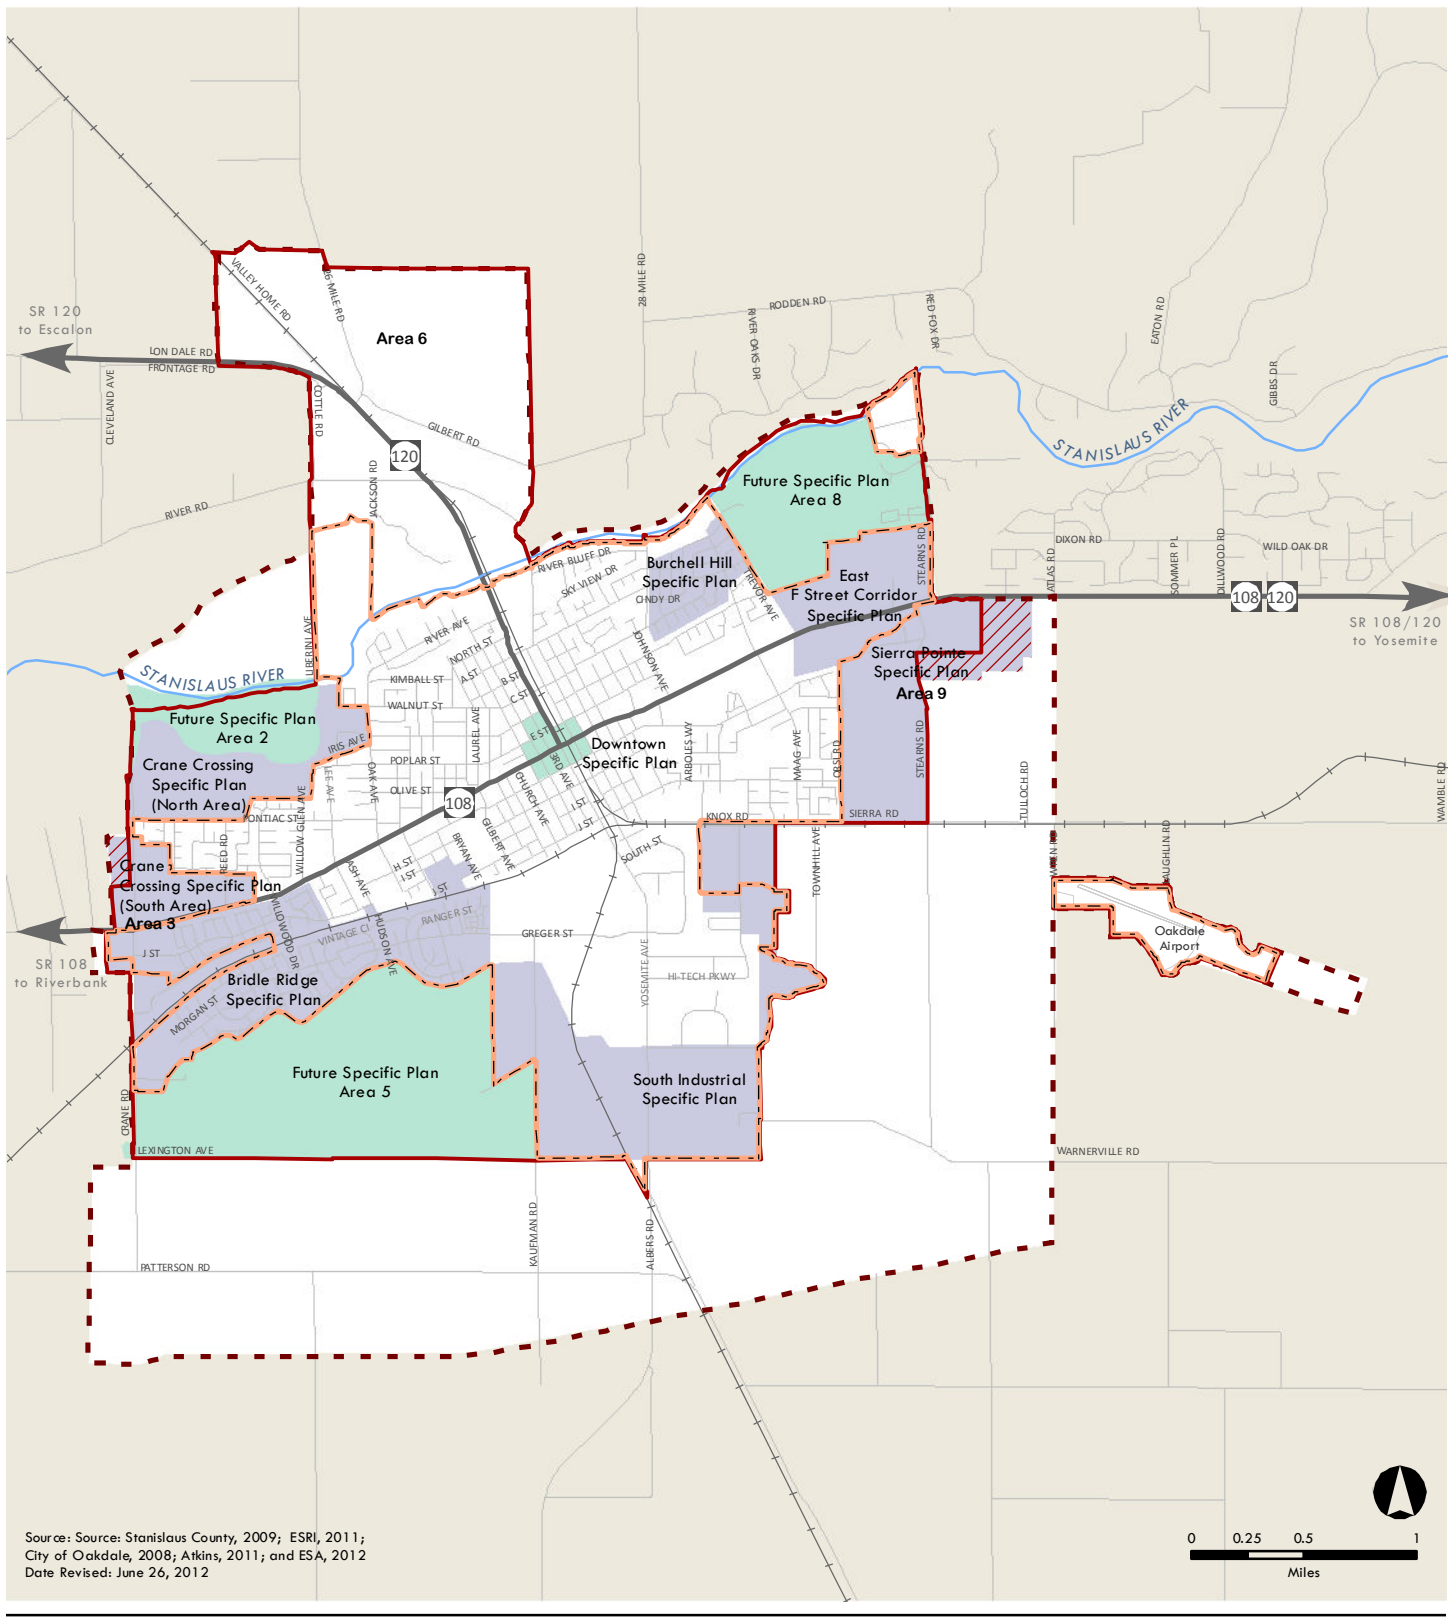 VALLEY HOME RD
26 MILE RD
28 MILE RD
SR 120
to Escalon
Area 6
RODDEN RD
RED FOX DR
RIVER OAKS DR
EATON RD
GIBBS DR
LON DALE RD
FRONTAGE RD
CLEVELAND AVE
COTTLE RD
GILBERT RD
120
JACKSON RD
RIVER RD
STANISLAUS RIVER
Future Specific Plan
Area 8
STEARNS RD
DIXON RD
ATLAS RD
SOMMER PL
DILLWOOD RD
WILD OAK DR
RIVER BLUFF DR
SKY VIEW DR
Burchell Hill
Specific Plan
CINDY DR
TREVOR AVE
East
F Street Corridor
Specific Plan
108
120
SR 108/120
to Yosemite
RIVER AVE
NORTH ST
A ST
B ST
C ST
JOHNSON AVE
LIBERINI AVE
KIMBALL ST
WALNUT ST
STANISLAUS RIVER
Sierra Pointe
Specific Plan
Area 9
Future Specific Plan
Area 2
IRIS AVE
LAUREL AVE
E ST
3RD AVE
Downtown
Specific Plan
ARBOLES WY
MAAG AVE
ORSI RD
STEARNS RD
TULLOCH RD
WAMBLE RD
Crane Crossing
Specific Plan
(North Area)
LEE AVE
OAK AVE
POPLAR ST
OLIVE ST
108
CHURCH AVE
I ST
J ST
PONTIAC ST
WILLOW GLEN AVE
REED RD
KNOX RD
SIERRA RD
SOUTH ST
GILBERT AVE
BRYAN AVE
H ST
I ST
J ST
ASH AVE
TOWNHILL AVE
Crane
Crossing Specific Plan
(South Area)
Area 3
WILLOWOOD DR
HUDSON AVE
VINTAGE CI
RANGER ST
GREGER ST
YOSEMITE AVE
HI-TECH PKWY
Oakdale
Airport
J ST
SR 108
to Riverbank
Bridle Ridge
Specific Plan
MORGAN ST
Future Specific Plan
Area 5
South Industrial
Specific Plan
CRANE RD
LEXINGTON AVE
WARNERVILLE RD
KAUFMAN RD
ALBERS RD
PATTERSON RD
Source: Source: Stanislaus County, 2009; ESRI, 2011;
City of Oakdale, 2008; Atkins, 2011; and ESA, 2012
Date Revised: June 26, 2012
0 0.25 0.5 1
Miles